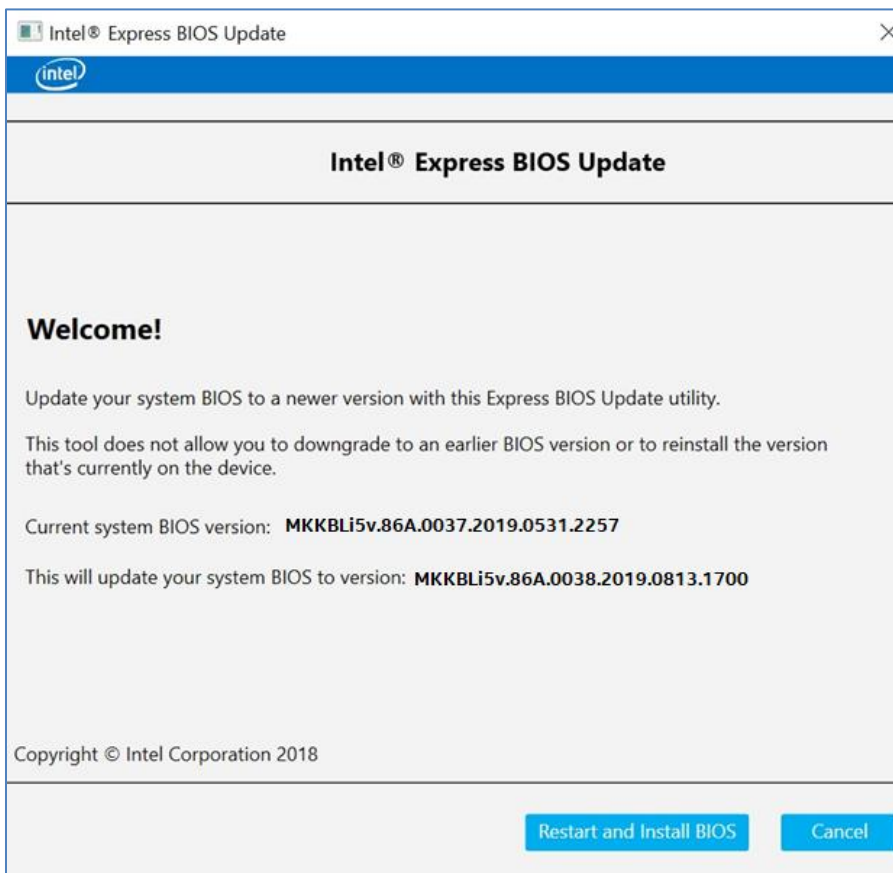 Intel® Express BIOS Update
intel
Intel® Express BIOS Update
Welcome!
Update your system BIOS to a newer version with this Express BIOS Update utility.
This tool does not allow you to downgrade to an earlier BIOS version or to reinstall the version
that's currently on the device.
Current system BIOS version: MKKBLi5v.86A.0037.2019.0531.2257
This will update your system BIOS to version: MKKBLi5v.86A.0038.2019.0813.1700
Copyright © Intel Corporation 2018
Restart and Install BIOS Cancel